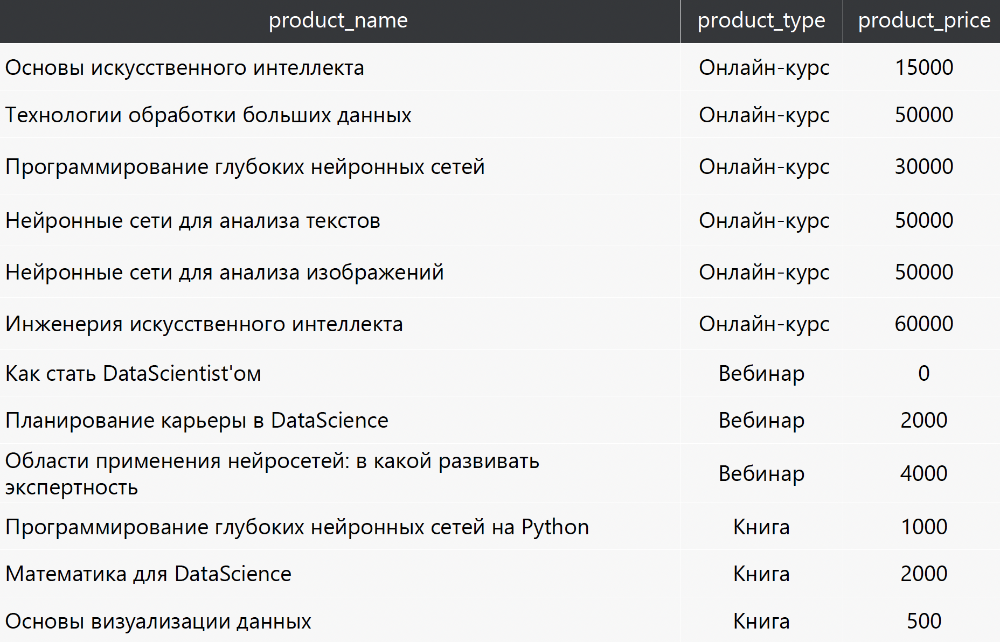 product_name product_type product_price
Основы искусственного интеллекта Онлайн-курс 15000
Технологии обработки больших данных Онлайн-курс 50000
Программирование глубоких нейронных сетей Онлайн-курс 30000
Нейронные сети для анализа текстов Онлайн-курс 50000
Нейронные сети для анализа изображений Онлайн-курс 50000
Инженерия искусственного интеллекта Онлайн-курс 60000
Как стать DataScientist'ом Вебинар 0
Планирование карьеры в DataScience Вебинар 2000
Области применения нейросетей: в какой развивать
экспертность Вебинар 4000
Программирование глубоких нейронных сетей на Python Книга 1000
Математика для DataScience Книга 2000
Основы визуализации данных Книга 500